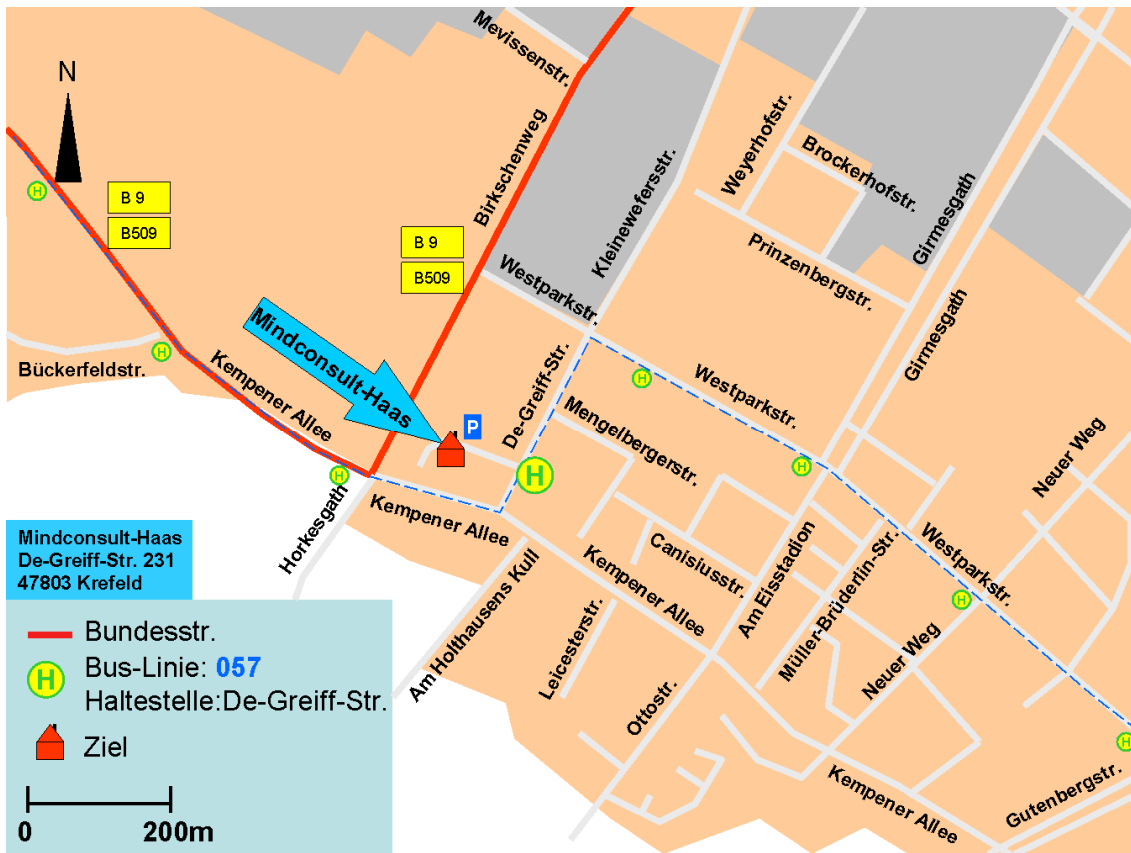 Mevissenstr.
N
Birkschenweg
Kleinewefersstr.
Weyerhofstr.
Brockerhofstr.
Girmesgath
H
B 9
B509
B 9
B509
Prinzenbergstr.
Westparkstr.
Girmesgath
Mindconsult-Haas
H
Bückerfeldstr.
Kempener Allee
De-Greiff-Str.
H
Westparkstr.
Mengelbergerstr.
P
Neuer Weg
H
H
H
Horkesgath
Kempener Allee
Mindconsult-Haas
De-Greiff-Str. 231
47803 Krefeld
Canisiusstr.
Kempener Allee
Am Eisstadion
Müller-Brüderlin-Str.
Westparkstr.
H
Am Holthausens Kull
Leicesterstr.
Neuer Weg
Ottostr.
H
Kempener Allee
Gutenbergstr.
Bundesstr.
H
Bus-Linie: 057
Haltestelle:De-Greiff-Str.
Ziel
0
200m